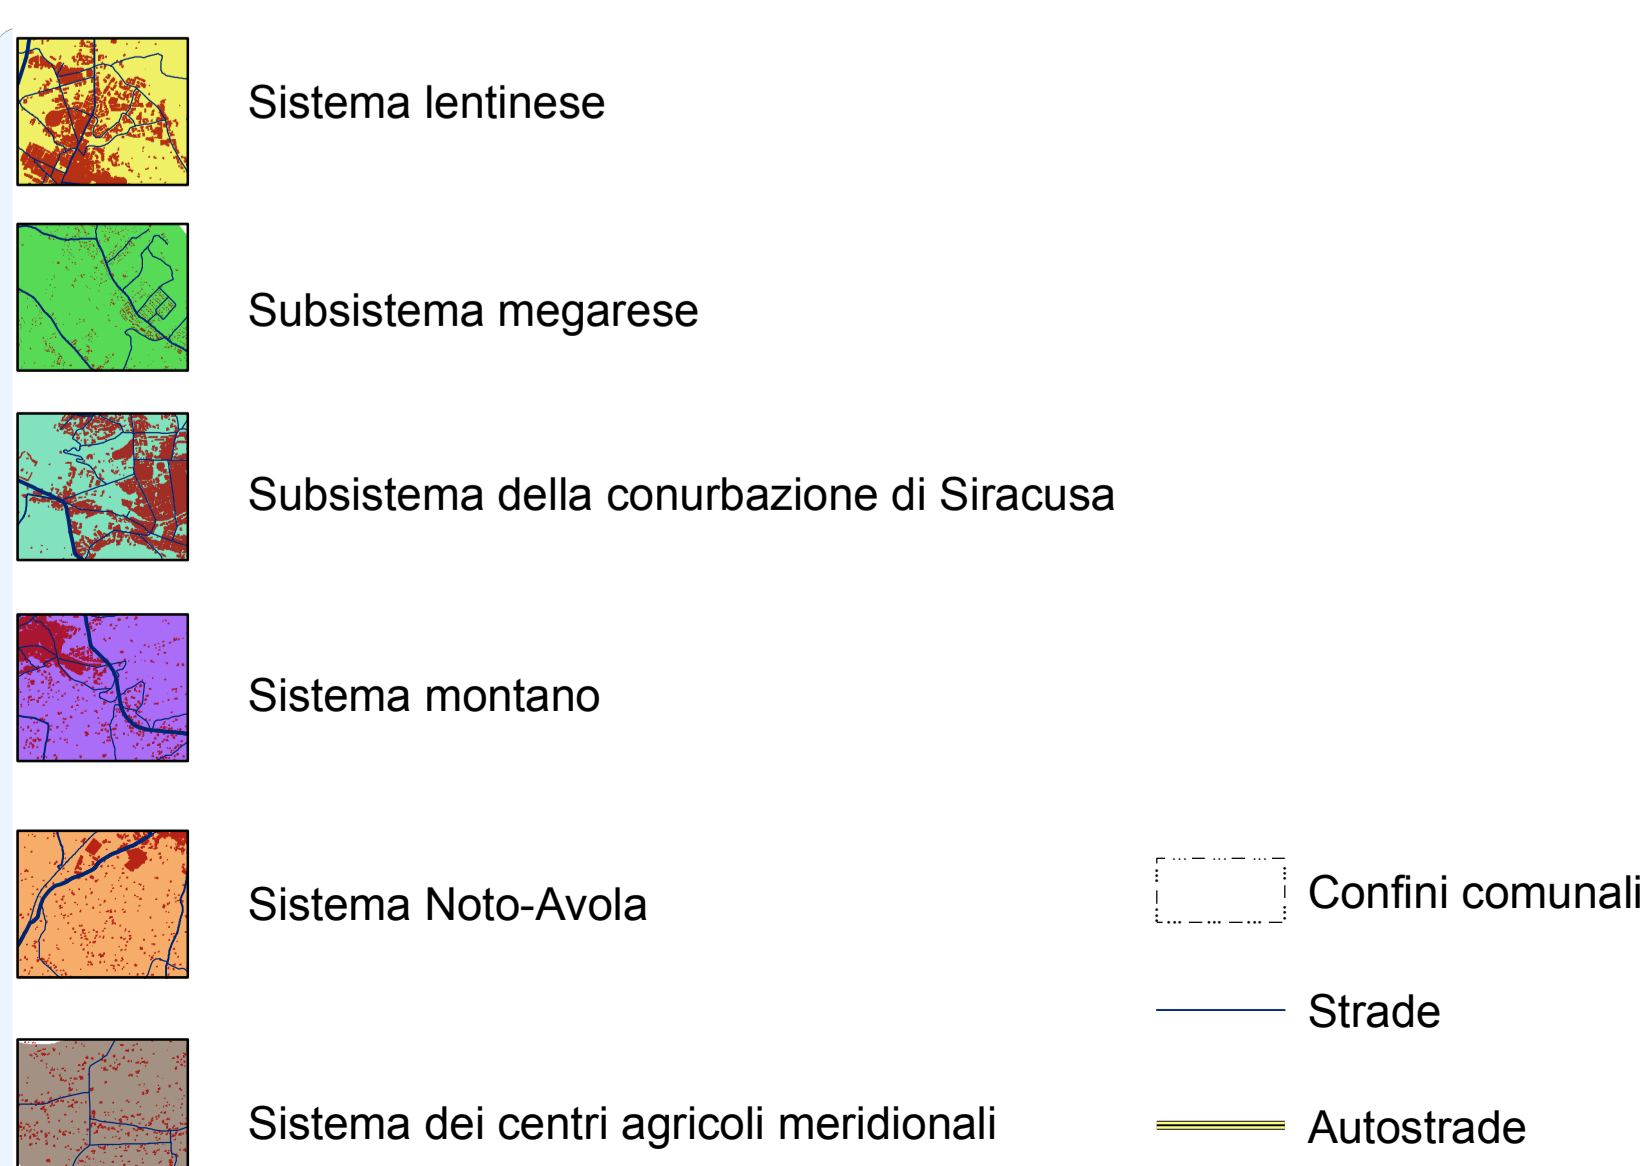 Sistema lentinese
Subsistema megarese
Subsistema della conurbazione di Siracusa
Sistema montano
Sistema Noto-Avola
Confini comunali
Strade
Sistema dei centri agricoli meridionali
Autostrade